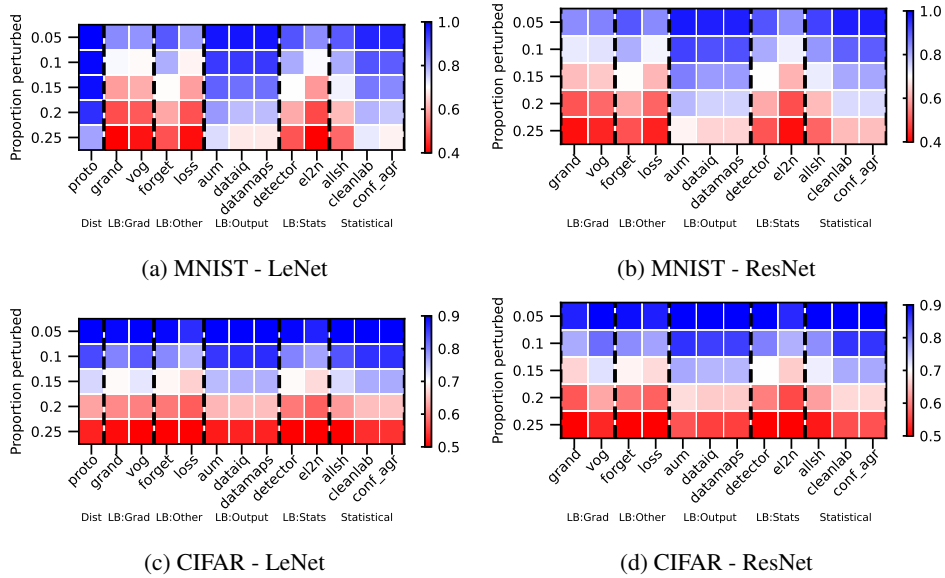 Proportion perturbed
0.05
0.1
0.15
0.2
0.25
1.0
0.8
0.6
0.4
proto
grand
vog
forget
loss
aum
dataiq
datamaps
detector
el2n
allsh
cleanlab
conf_agr
Dist LB:Grad LB:Other LB:Output LB:Stats Statistical
(a) MNIST - LeNet
Proportion perturbed
0.05
0.1
0.15
0.2
0.25
1.0
0.8
0.6
0.4
grand
vog
forget
loss
aum
dataiq
datamaps
detector
el2n
allsh
cleanlab
conf_agr
LB:Grad LB:Other LB:Output LB:Stats Statistical
(b) MNIST - ResNet
Proportion perturbed
0.05
0.1
0.15
0.2
0.25
0.9
0.8
0.7
0.6
0.5
proto
grand
vog
forget
loss
aum
dataiq
datamaps
detector
el2n
allsh
cleanlab
conf_agr
Dist LB:Grad LB:Other LB:Output LB:Stats Statistical
(c) CIFAR - LeNet
Proportion perturbed
0.05
0.1
0.15
0.2
0.25
0.9
0.8
0.7
0.6
0.5
grand
vog
forget
loss
aum
dataiq
datamaps
detector
el2n
allsh
cleanlab
conf_agr
LB:Grad LB:Other LB:Output LB:Stats Statistical
(d) CIFAR - ResNet